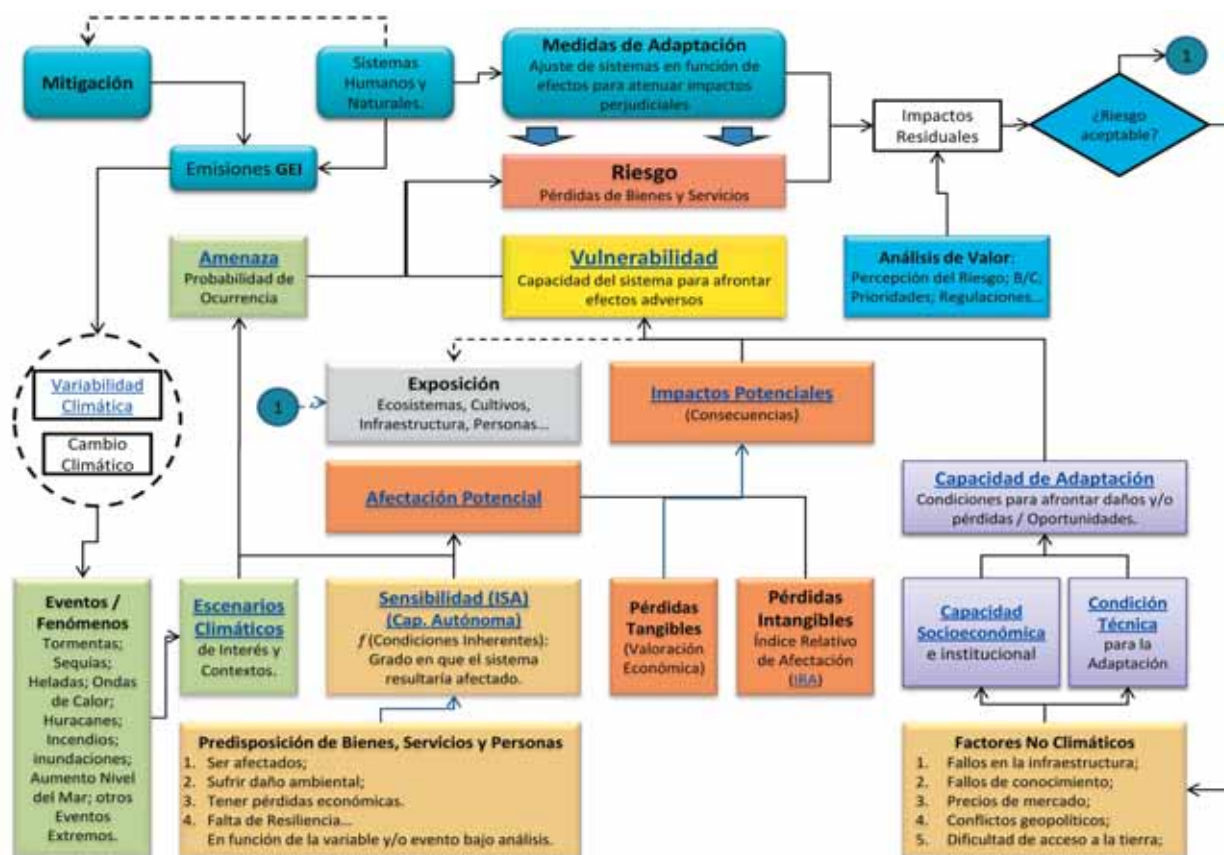 Mitigación
Sistemas
Humanos y
Naturales.
Medidas de Adaptación
Ajuste de sistemas en función de
efectos para atenuar impactos
perjudiciales
1
Impactos
Residuales
¿Riesgo
aceptable?
Emisiones GEI
Riesgo
Pérdidas de Bienes y Servicios
Amenaza
Probabilidad de
Ocurrencia
Vulnerabilidad
Capacidad del sistema para afrontar
efectos adversos
Análisis de Valor:
Percepción del Riesgo; B/C;
Prioridades; Regulaciones...
Variabilidad
Climática
Cambio
Climático
1
Exposición
Ecosistemas, Cultivos,
Infraestructura, Personas...
Impactos Potenciales
(Consecuencias)
Afectación Potencial
Capacidad de Adaptación
Condiciones para afrontar daños y/o
pérdidas / Oportunidades.
Eventos /
Fenómenos
Tormentas;
Sequías;
Heladas; Ondas
de Calor;
Huracanes;
Incendios;
inundaciones;
Aumento Nivel
del Mar; otros
Eventos
Extremos.
Escenarios
Climáticos
de Interés y
Contextos.
Sensibilidad (ISA)
(Cap. Autónoma)
f (Condiciones Inherentes):
Grado en que el sistema
resultaría afectado.
Pérdidas
Tangibles
(Valoración
Económica)
Pérdidas
Intangibles
Índice Relativo
de Afectación
(IRA)
Capacidad
Socioeconómica
e institucional
Condición
Técnica
para la
Adaptación
Predisposición de Bienes, Servicios y Personas
1. Ser afectados;
2. Sufrir daño ambiental;
3. Tener pérdidas económicas.
4. Falta de Resiliencia...
En función de la variable y/o evento bajo análisis.
Factores No Climáticos
1. Fallos en la infraestructura;
2. Fallos de conocimiento;
3. Precios de mercado;
4. Conflictos geopolíticos;
5. Dificultad de acceso a la tierra;